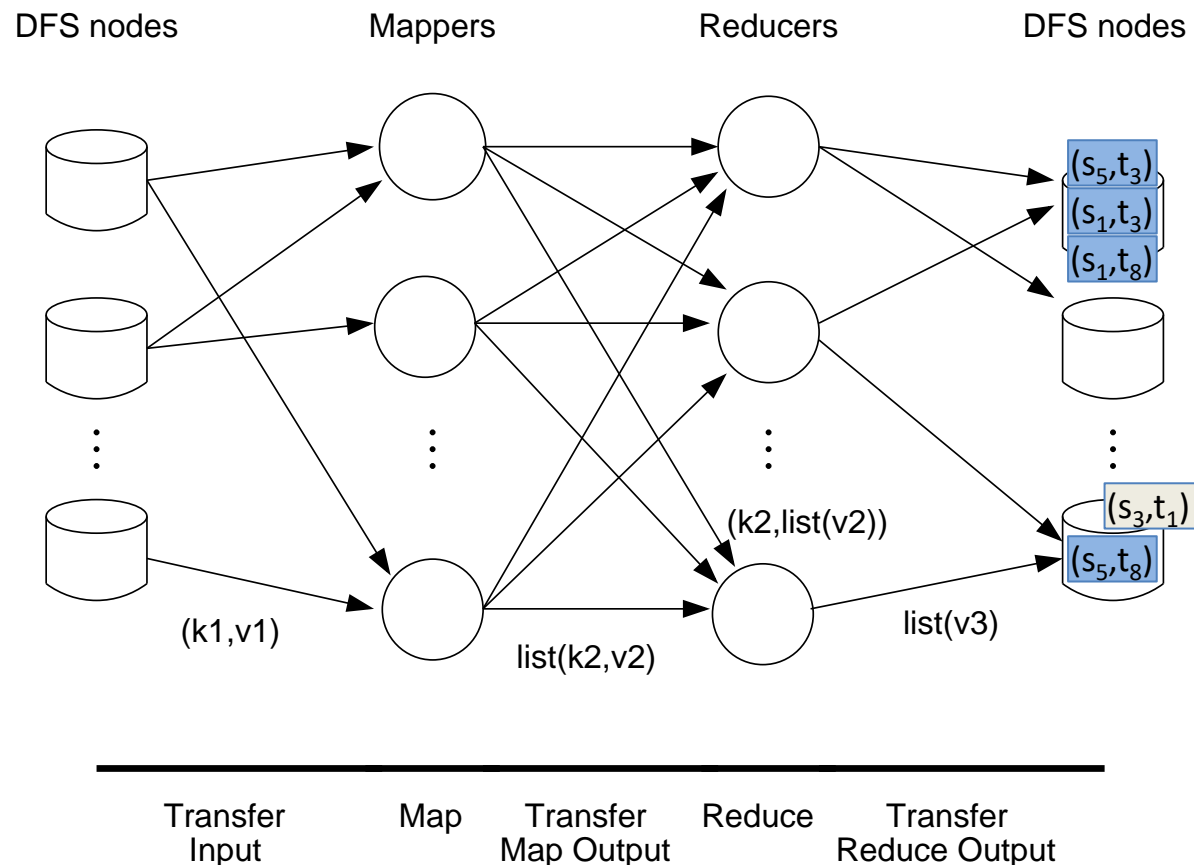 DFS nodes Mappers Reducers DFS nodes
(s₅,t₃)
(s₁,t₃)
(s₁,t₈)
(s₃,t₁)
(k2,list(v2))
(s₅,t₈)
(k1,v1)
list(k2,v2)
list(v3)
Transfer Input
Map
Transfer Map Output
Reduce
Transfer Reduce Output